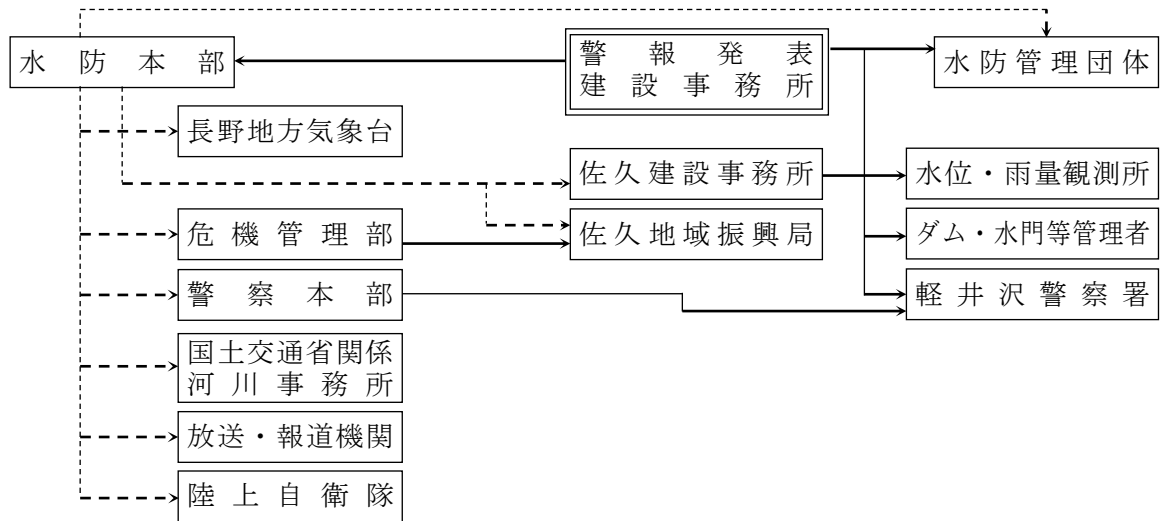 水防本部
警報発表
建設事務所
水防管理団体
長野地方気象台
佐久建設事務所
水位・雨量観測所
危機管理部
佐久地域振興局
ダム・水門等管理者
警察本部
軽井沢警察署
国土交通省関係
河川事務所
放送・報道機関
陸上自衛隊